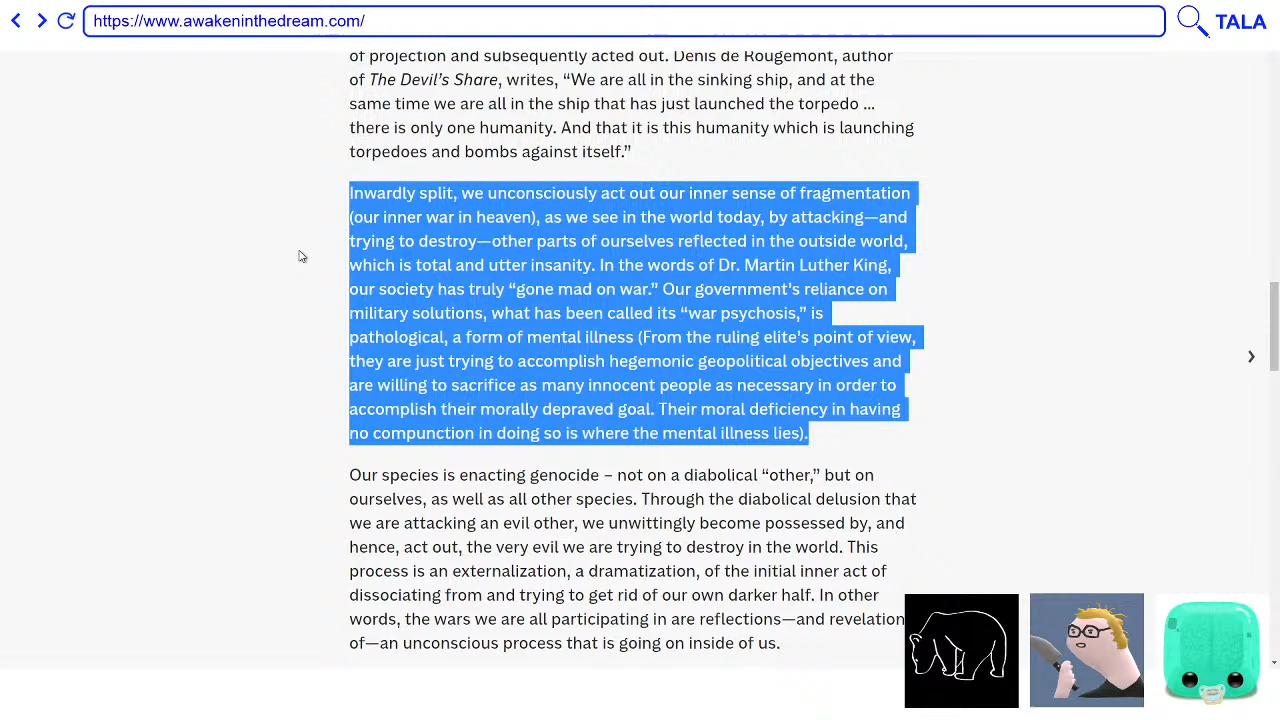 https://www.awakeninthedream.com/
TALA
of projection and subsequently acted out. Denis de Rougemont, author
of The Devil’s Share, writes, “We are all in the sinking ship, and at the
same time we are all in the ship that has just launched the torpedo ...
there is only one humanity. And that it is this humanity which is launching
torpedoes and bombs against itself.”
Inwardly split, we unconsciously act out our inner sense of fragmentation
(our inner war in heaven), as we see in the world today, by attacking—and
trying to destroy—other parts of ourselves reflected in the outside world,
which is total and utter insanity. In the words of Dr. Martin Luther King,
our society has truly “gone mad on war.” Our government’s reliance on
military solutions, what has been called its “war psychosis,” is
pathological, a form of mental illness (From the ruling elite’s point of view,
they are just trying to accomplish hegemonic geopolitical objectives and
are willing to sacrifice as many innocent people as necessary in order to
accomplish their morally depraved goal. Their moral deficiency in having
no compunction in doing so is where the mental illness lies).
Our species is enacting genocide – not on a diabolical “other,” but on
ourselves, as well as all other species. Through the diabolical delusion that
we are attacking an evil other, we unwittingly become possessed by, and
hence, act out, the very evil we are trying to destroy in the world. This
process is an externalization, a dramatization, of the initial inner act of
dissociating from and trying to get rid of our own darker half. In other
words, the wars we are all participating in are reflections—and revelation
of—an unconscious process that is going on inside of us.